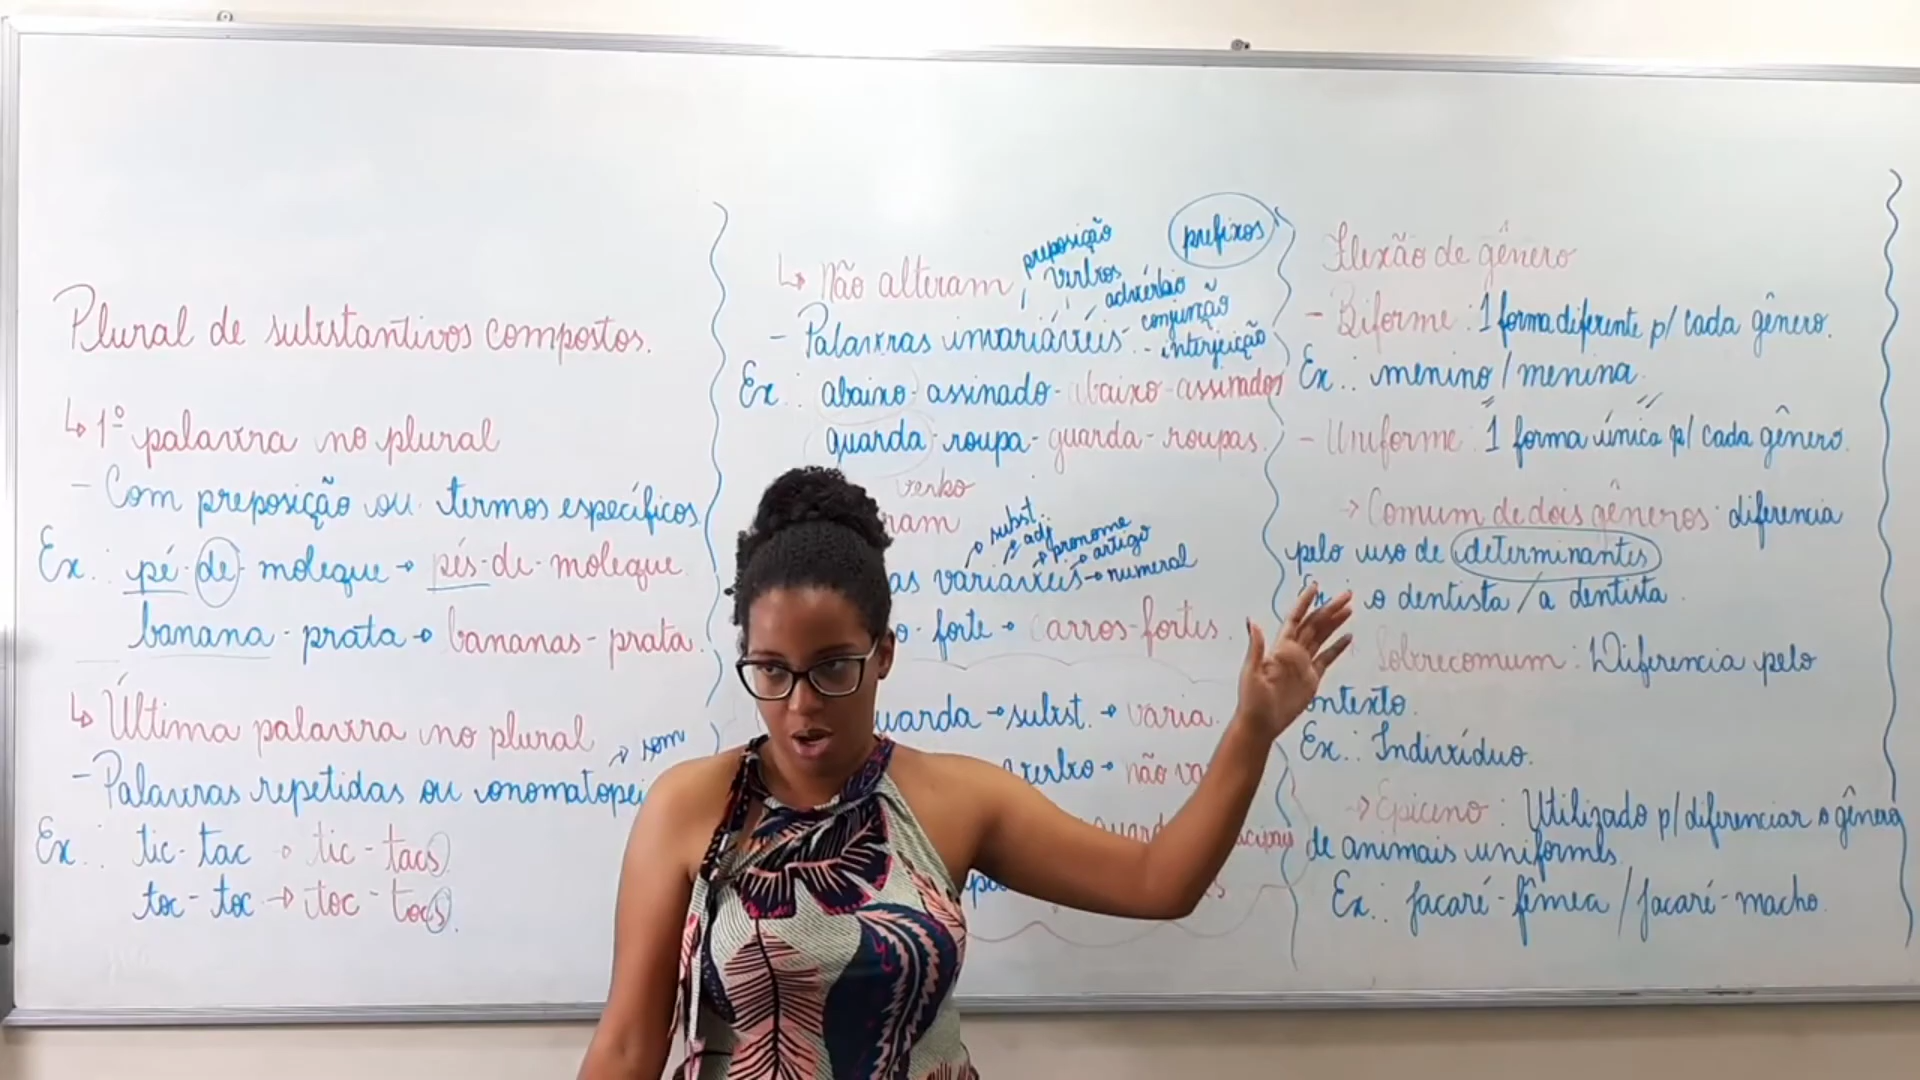 Plural de substantivos compostos.
↳ 1º palavra no plural
- Com preposição ou termos específicos
Ex.: pé-de-moleque → pés-de-moleque
banana-prata → bananas-prata.
↳ Última palavra no plural
- Palavras repetidas ou onomatopei
→ som
Ex.: tic-tac → tic-tacs
toc-toc → toc-tocs.
prefixos
↳ Não alteram
preposição
verbos
advérbio
conjunção
- interjeição
- Palavras invariáveis
Ex.: abaixo-assinado - abaixo-assinados
guarda-roupa - guarda-roupas.
verbo
ram
→ subst.
→ adj
→ pronome
→ artigo
→ numeral
as variáveis
o-forte → carros-fortes.
uarda → subst. → varia.
verbo → não va
Flexão de gênero
- Biforme: 1 forma diferente p/ cada gênero.
Ex.: menino/menina.
- Uniforme: 1 forma única p/ cada gênero.
→ Comum de dois gêneros: diferencia
pelo uso de determinantes
Ex.: o dentista/a dentista.
Sobrecomum: Diferencia pelo
ontexto.
Ex.: Indivíduo.
→ Epiceno: Utilizado p/ diferenciar o gênero
de animais uniformes.
Ex.: Jacaré-fêmea/Jacaré-macho.